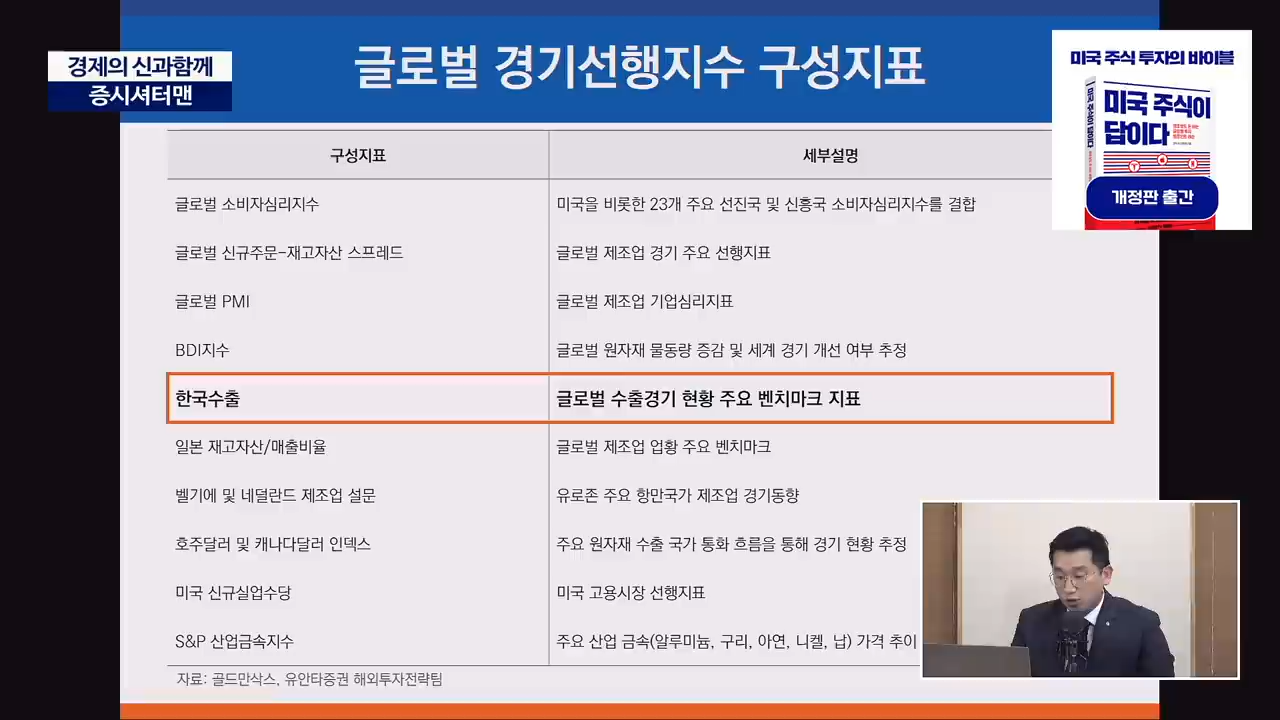 글로벌 경기선행지수 구성지표
경제의 신과함께
증시셔터맨
미국 주식 투자의 바이블
미국 주식이
답이다
개정판 출간
구성지표 세부설명
글로벌 소비자심리지수 미국을 비롯한 23개 주요 선진국 및 신흥국 소비자심리지수를 결합
글로벌 신규주문-재고자산 스프레드 글로벌 제조업 경기 주요 선행지표
글로벌 PMI 글로벌 제조업 기업심리지표
BDI지수 글로벌 원자재 물동량 증감 및 세계 경기 개선 여부 추정
한국수출 글로벌 수출경기 현황 주요 벤치마크 지표
일본 재고자산/매출비율 글로벌 제조업 업황 주요 벤치마크
벨기에 및 네덜란드 제조업 설문 유로존 주요 항만국가 제조업 경기동향
호주달러 및 캐나다달러 인덱스 주요 원자재 수출 국가 통화 흐름을 통해 경기 현황 추정
미국 신규실업수당 미국 고용시장 선행지표
S&P 산업금속지수 주요 산업 금속(알루미늄, 구리, 아연, 니켈, 납) 가격 추이
자료: 골드만삭스, 유안타증권 해외투자전략팀